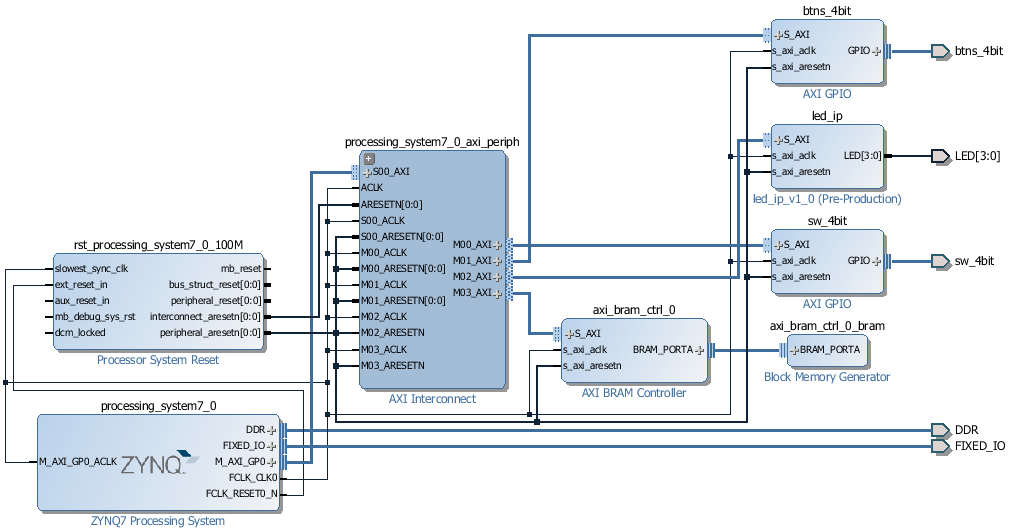 btns_4bit
S_AXI
s_axi_aclk
s_axi_aresetn
GPIO
btns_4bit
AXI GPIO
led_ip
S_AXI
s_axi_aclk
s_axi_aresetn
LED[3:0]
LED[3:0]
led_ip_v1_0 (Pre-Production)
sw_4bit
S_AXI
s_axi_aclk
s_axi_aresetn
GPIO
sw_4bit
AXI GPIO
processing_system7_0_axi_periph
S00_AXI
ACLK
ARESETN[0:0]
S00_ACLK
S00_ARESETN[0:0]
M00_ACLK
M00_ARESETN[0:0]
M01_ACLK
M01_ARESETN[0:0]
M02_ACLK
M02_ARESETN
M03_ACLK
M03_ARESETN
M00_AXI
M01_AXI
M02_AXI
M03_AXI
AXI Interconnect
rst_processing_system7_0_100M
slowest_sync_clk
ext_reset_in
aux_reset_in
mb_debug_sys_rst
dcm_locked
mb_reset
bus_struct_reset[0:0]
peripheral_reset[0:0]
interconnect_aresetn[0:0]
peripheral_aresetn[0:0]
Processor System Reset
axi_bram_ctrl_0
S_AXI
s_axi_aclk
s_axi_aresetn
BRAM_PORTA
AXI BRAM Controller
axi_bram_ctrl_0_bram
BRAM_PORTA
Block Memory Generator
processing_system7_0
M_AXI_GP0_ACLK
ZYNQ
DDR
FIXED_IO
M_AXI_GP0
FCLK_CLK0
FCLK_RESET0_N
ZYNQ7 Processing System
DDR
FIXED_IO